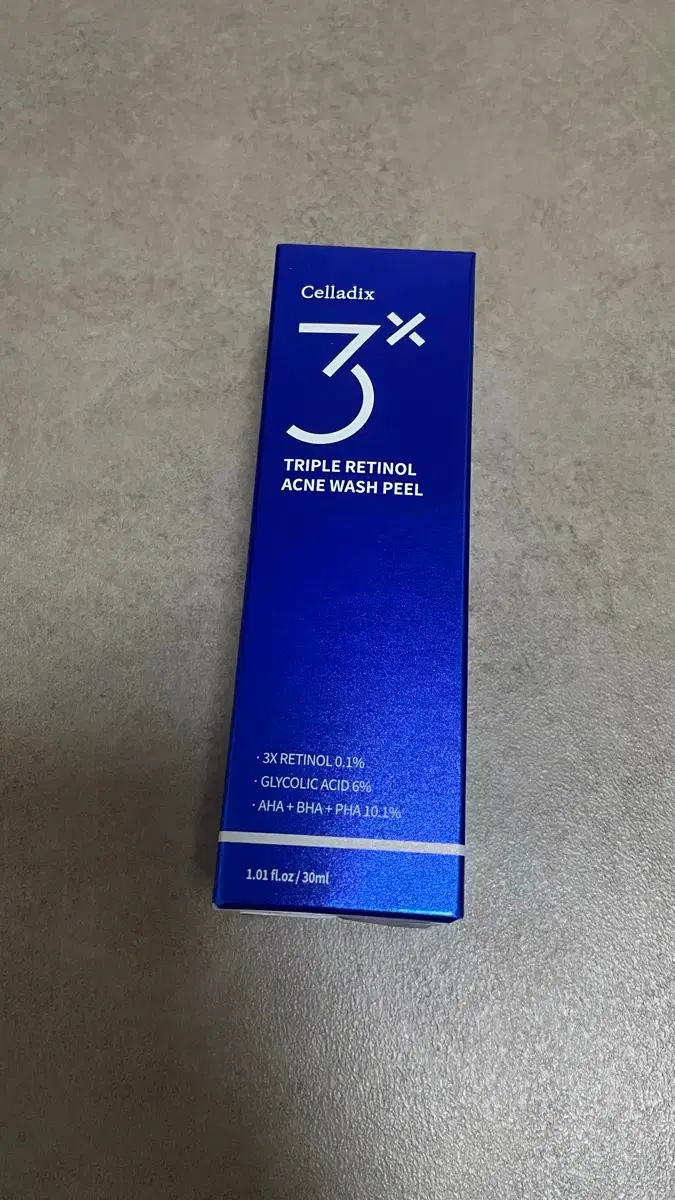 Celladix
3X
TRIPLE RETINOL
ACNE WASH PEEL
· 3X RETINOL 0.1%
· GLYCOLIC ACID 6%
· AHA + BHA + PHA 10.1%
1.01 fl.oz / 30ml